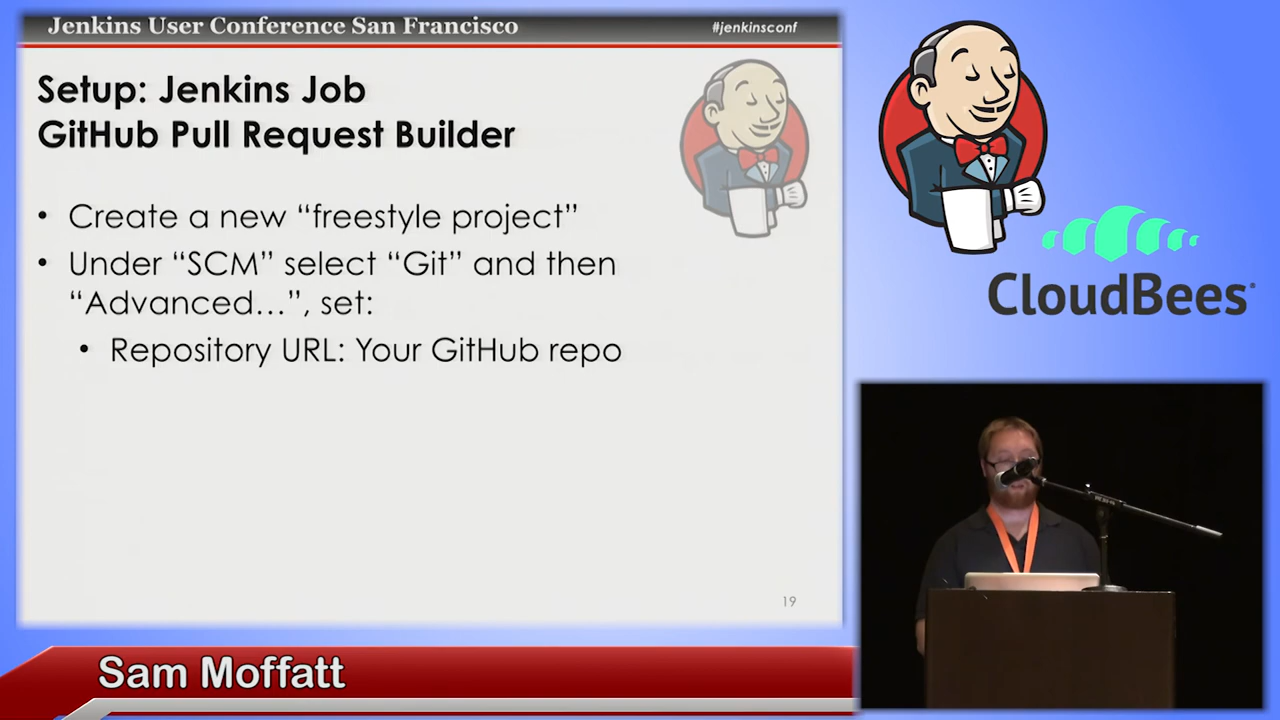 Jenkins User Conference San Francisco
#jenkinsconf
Setup: Jenkins Job
GitHub Pull Request Builder
• Create a new “freestyle project”
• Under “SCM” select “Git” and then
“Advanced…”, set:
• Repository URL: Your GitHub repo
19
CloudBees
Sam Moffatt